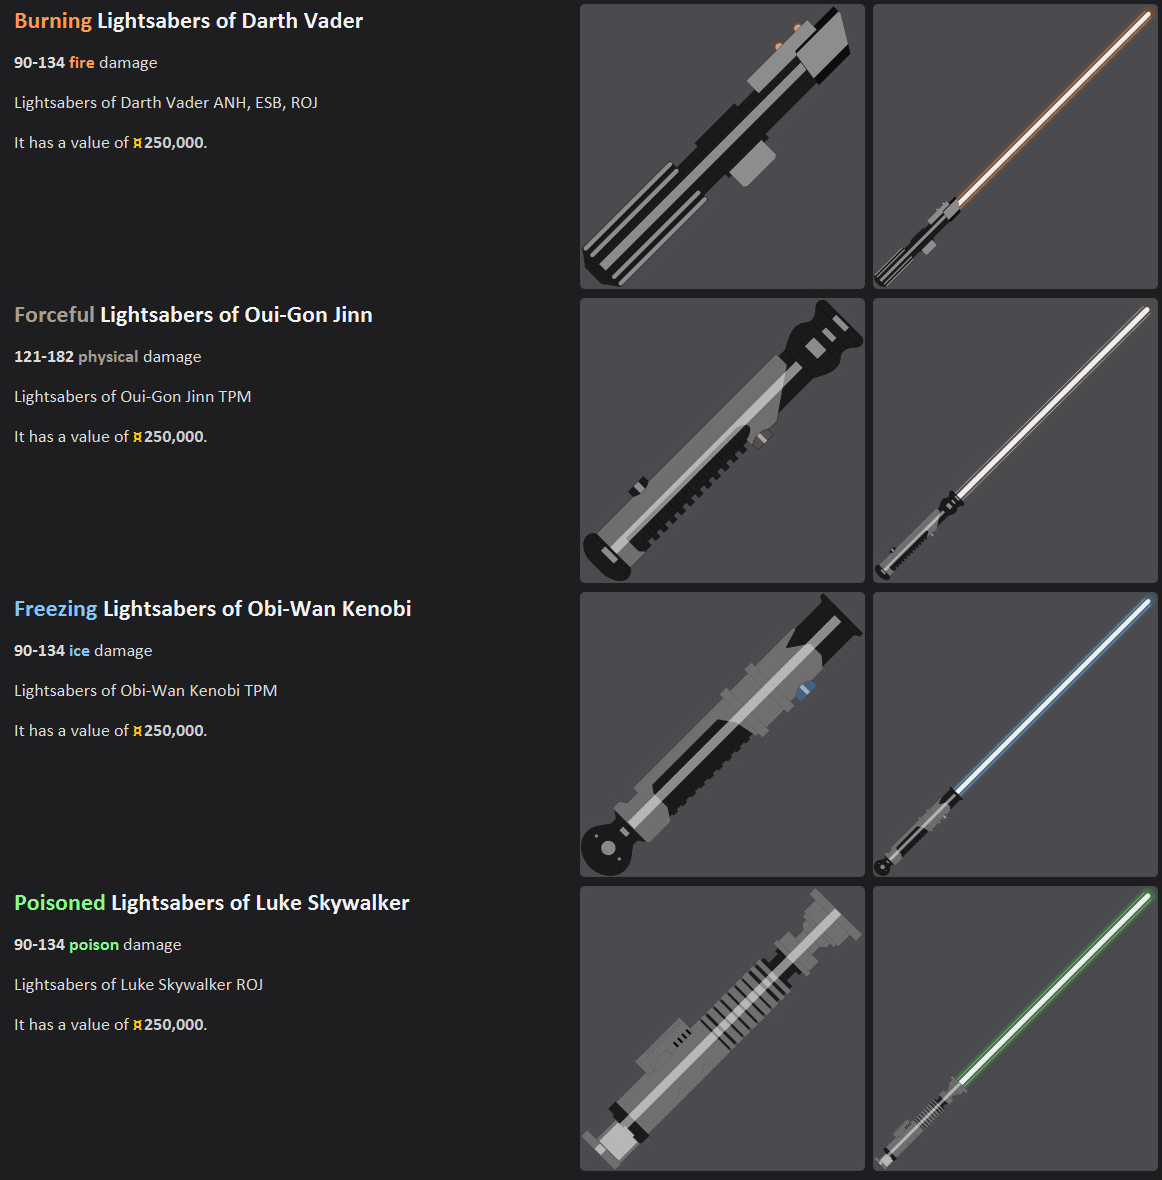 Burning Lightsabers of Darth Vader
90-134 fire damage
Lightsabers of Darth Vader ANH, ESB, ROJ
It has a value of ¤250,000.
Forceful Lightsabers of Oui-Gon Jinn
121-182 physical damage
Lightsabers of Oui-Gon Jinn TPM
It has a value of ¤250,000.
Freezing Lightsabers of Obi-Wan Kenobi
90-134 ice damage
Lightsabers of Obi-Wan Kenobi TPM
It has a value of ¤250,000.
Poisoned Lightsabers of Luke Skywalker
90-134 poison damage
Lightsabers of Luke Skywalker ROJ
It has a value of ¤250,000.